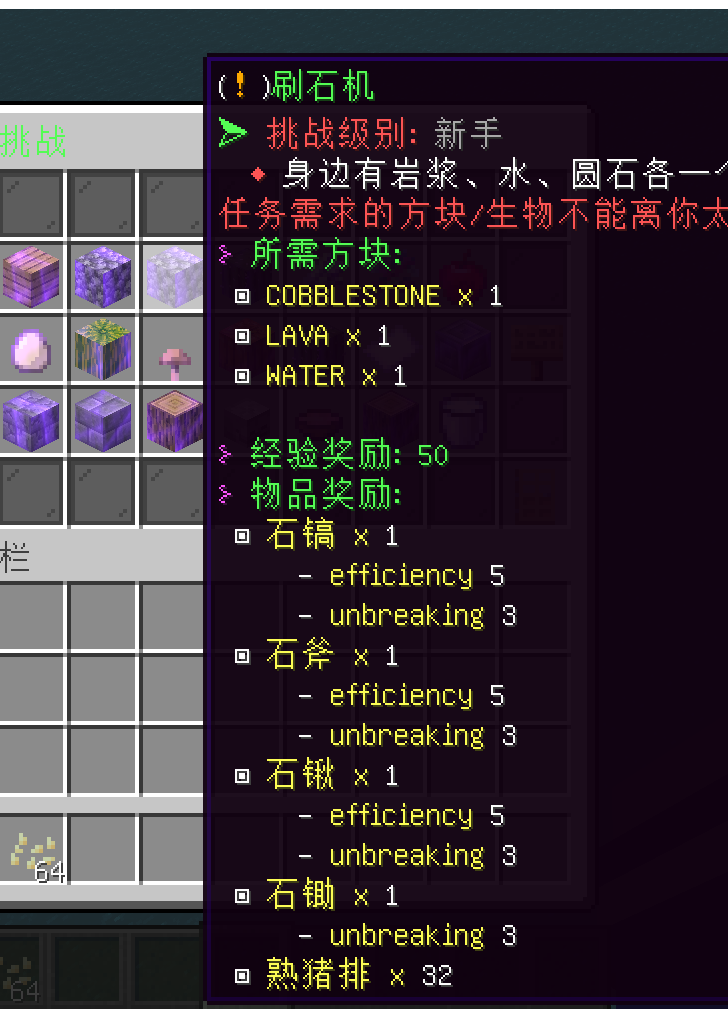 (! )刷石机
挑战
➤ 挑战级别: 新手
◆ 身边有岩浆、水、圆石各一个
任务需求的方块/生物不能离你太
所需方块:
COBBLESTONE x 1
LAVA x 1
WATER x 1
经验奖励: 50
物品奖励:
石镐 x 1
- efficiency 5
- unbreaking 3
石斧 x 1
- efficiency 5
- unbreaking 3
石锹 x 1
- efficiency 5
- unbreaking 3
石锄 x 1
- unbreaking 3
熟猪排 x 32
栏
64
64